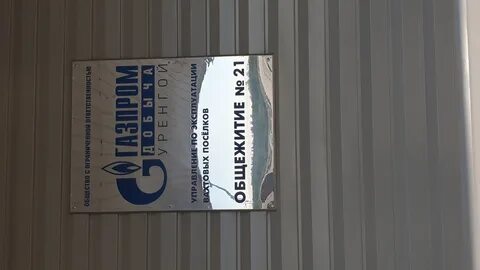 ОБЩЕСТВО С ОГРАНИЧЕННОЙ ОТВЕТСТВЕННОСТЬЮ
ГАЗПРОМ
ДОБЫЧА
УРЕНГОЙ
УПРАВЛЕНИЕ ПО ЭКСПЛУАТАЦИИ
ВАХТОВЫХ ПОСЁЛКОВ
ОБЩЕЖИТИЕ № 21